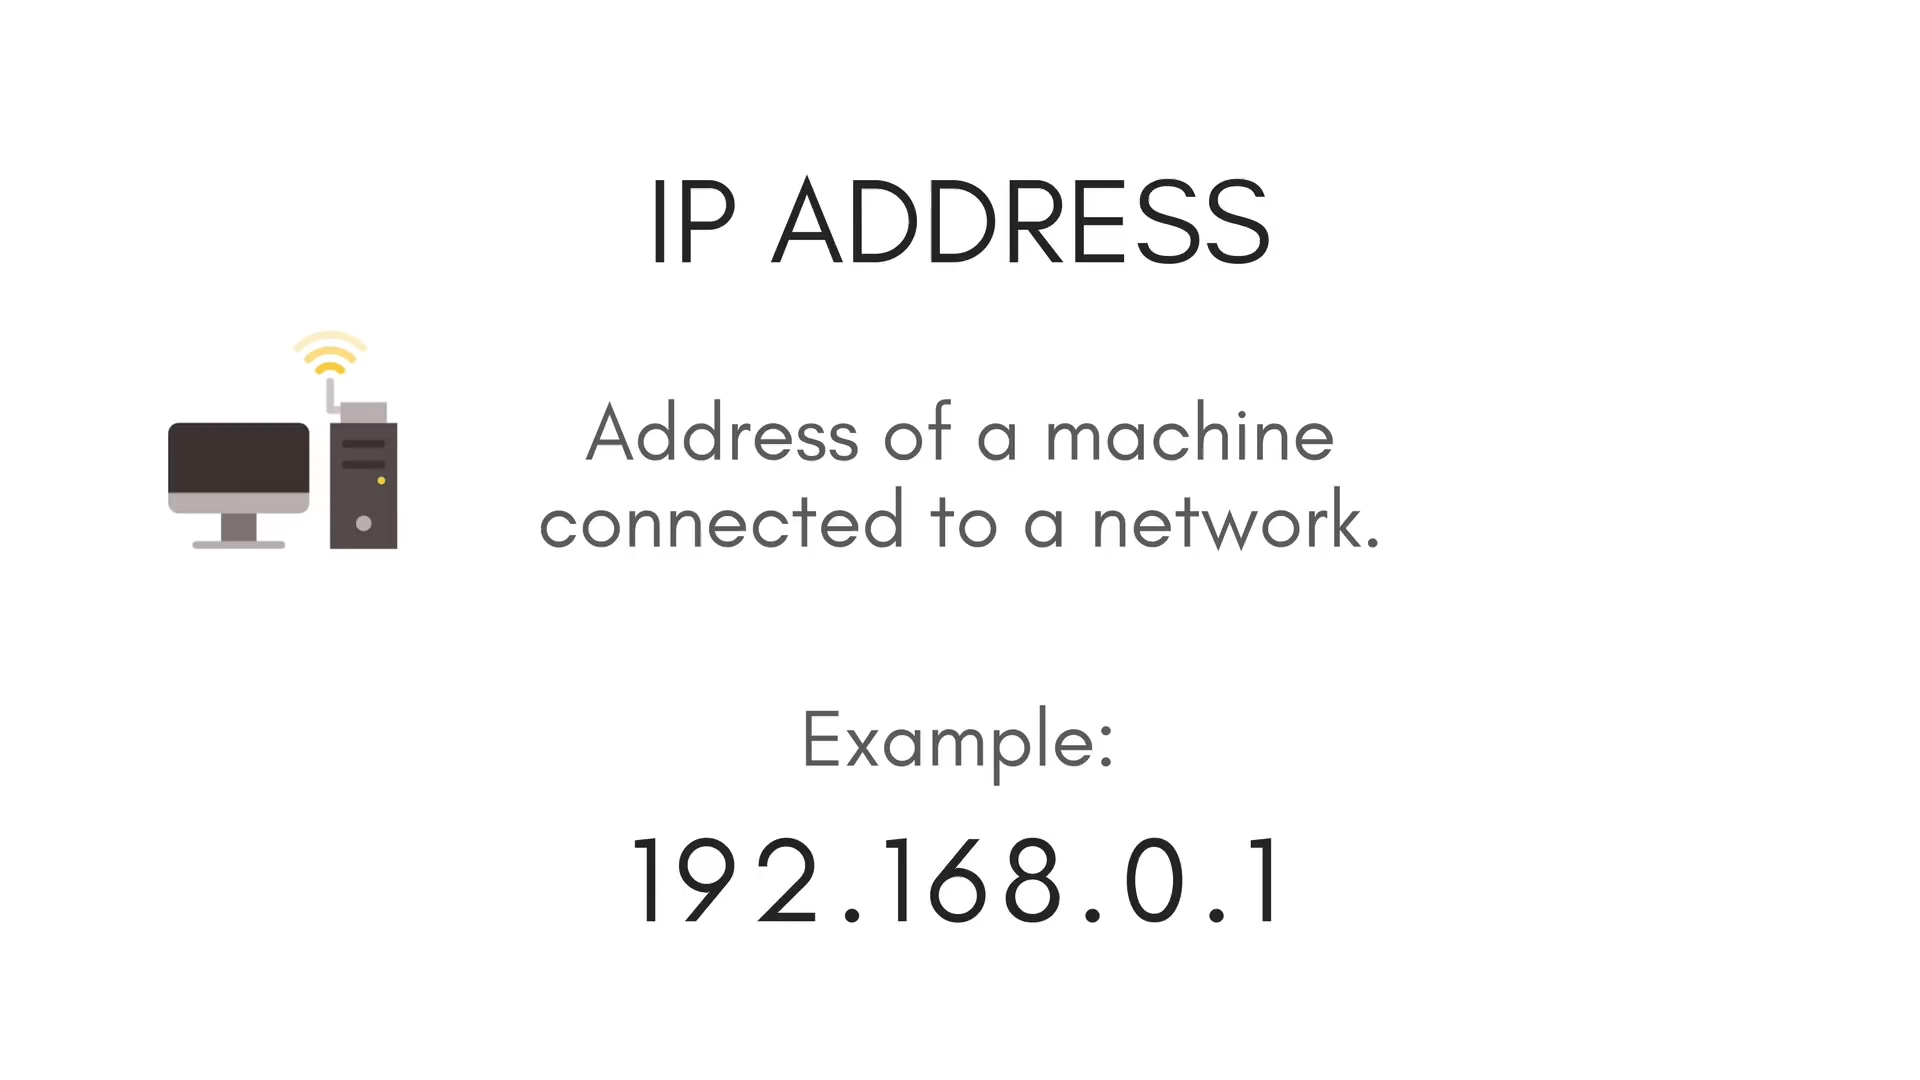 IP ADDRESS
Address of a machine
connected to a network.
Example:
192.168.0.1